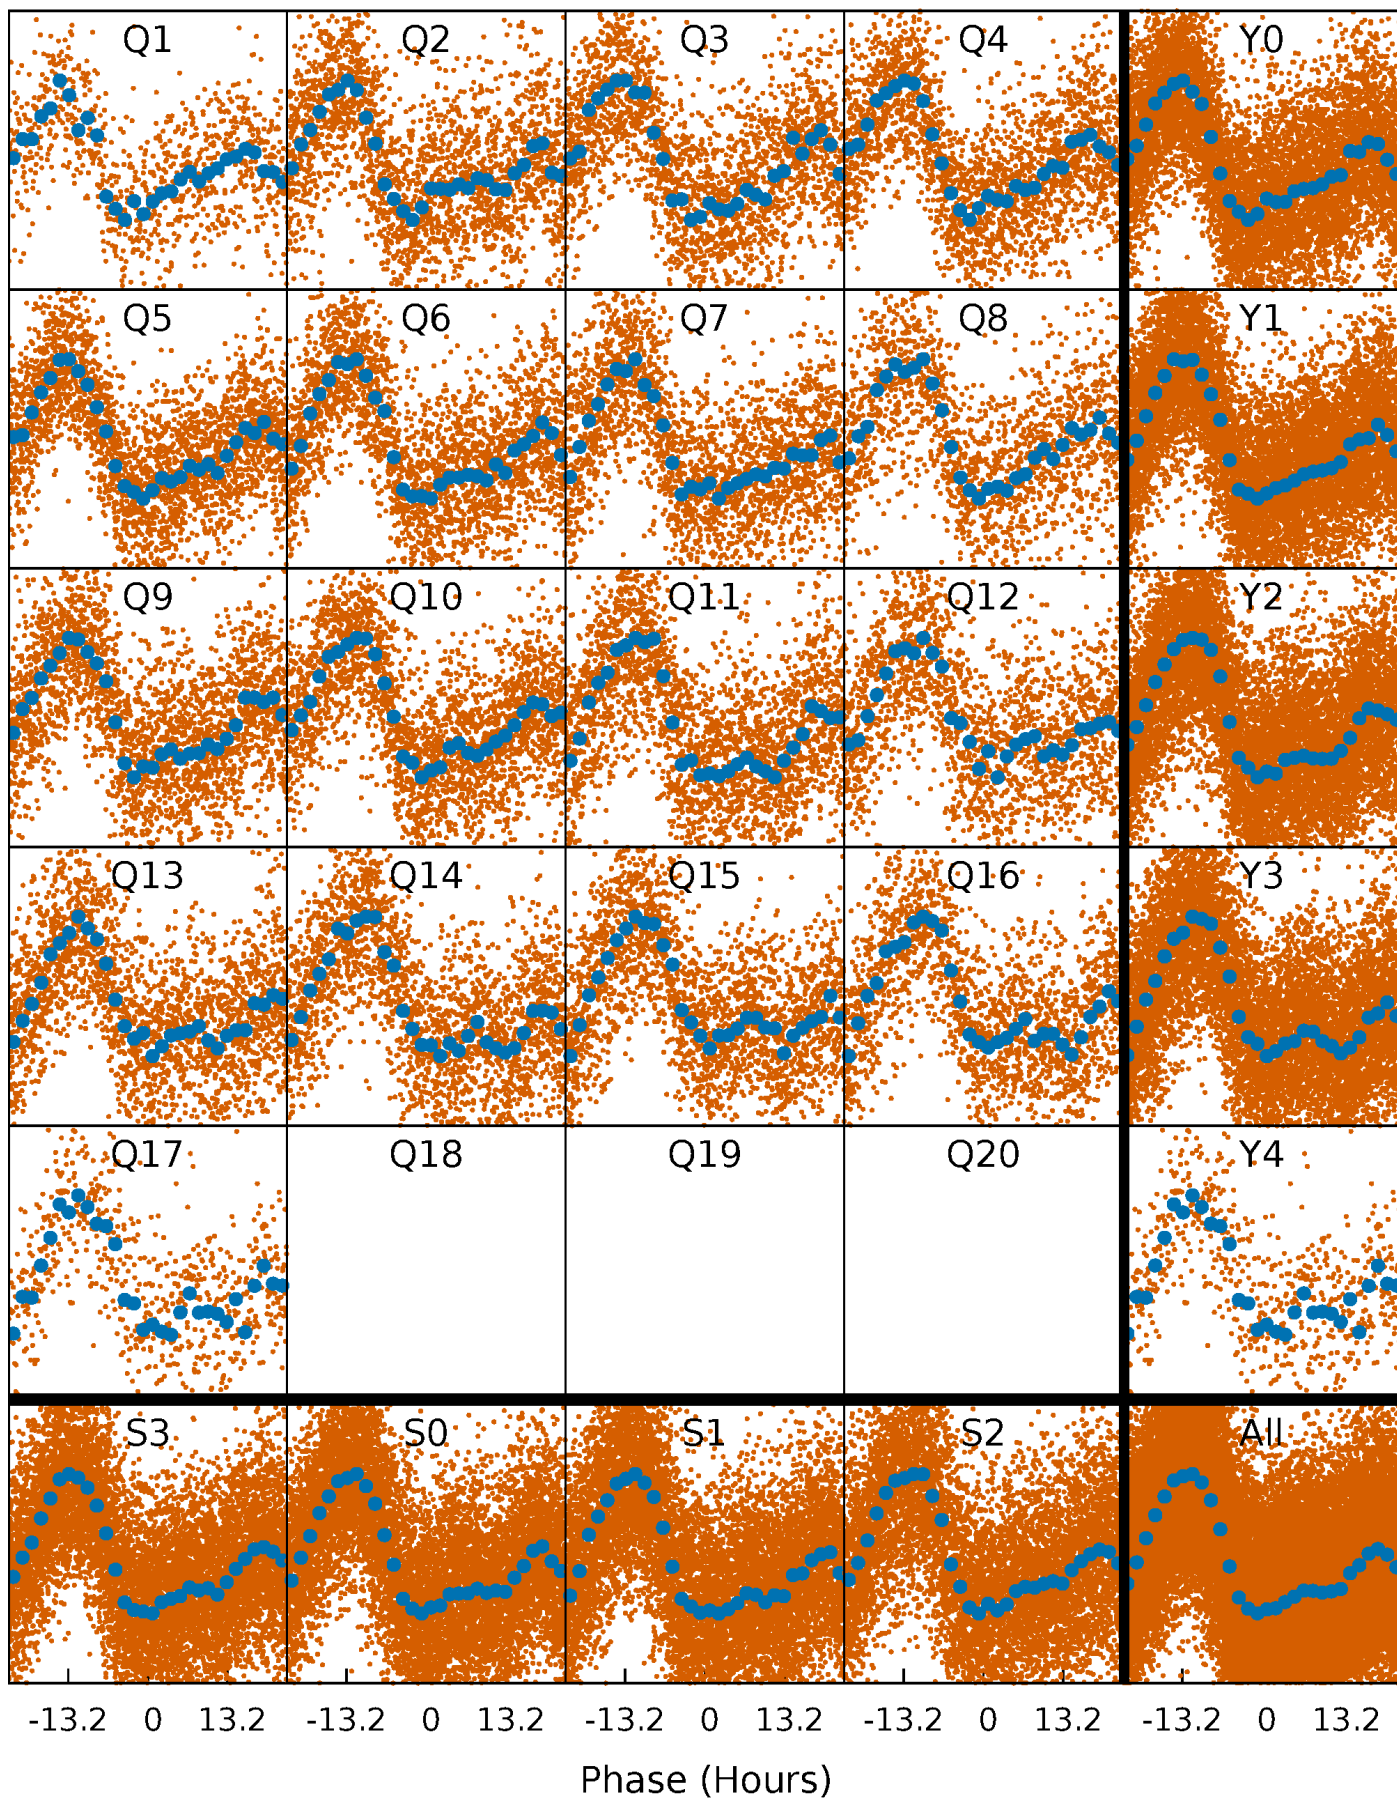 Q1 Q2 Q3 Q4 Y0
Q5 Q6 Q7 Q8 Y1
Q9 Q10 Q11 Q12 Y2
Q13 Q14 Q15 Q16 Y3
Q17 Q18 Q19 Q20 Y4
S3 S0 S1 S2 All
-13.2 0 13.2 -13.2 0 13.2 -13.2 0 13.2 -13.2 0 13.2 -13.2 0 13.2
Phase (Hours)